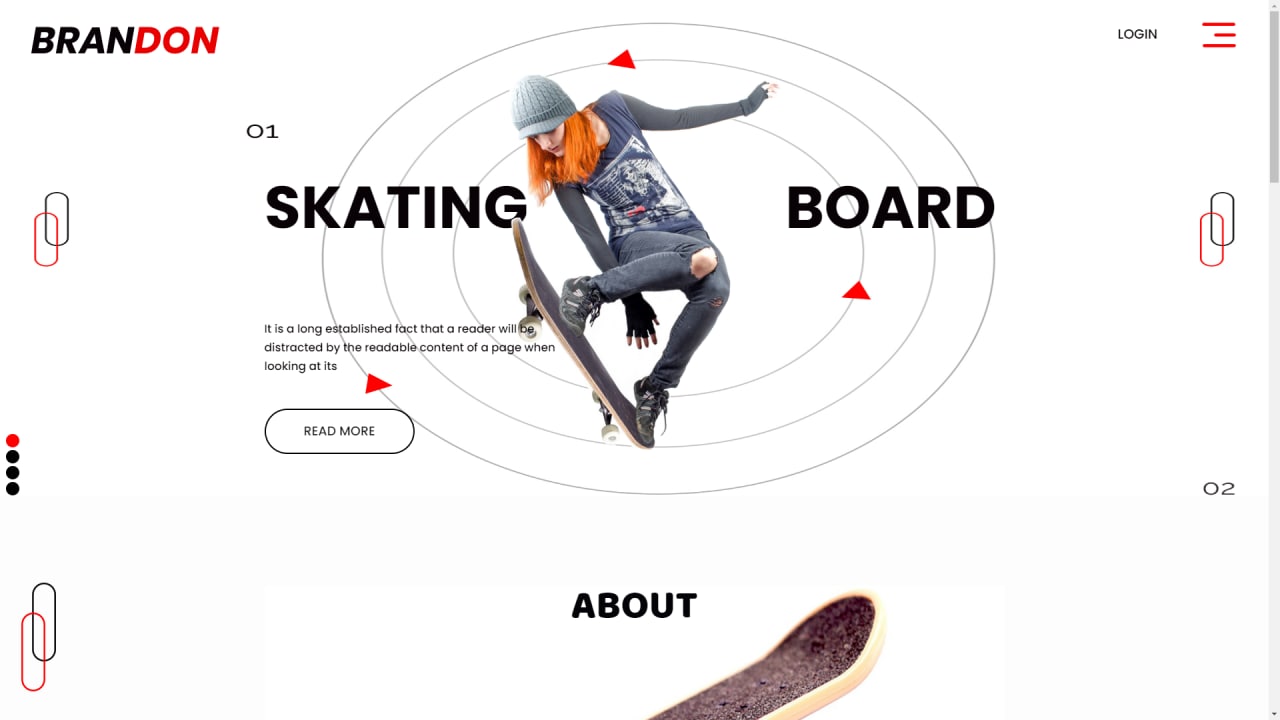 BRANDON
LOGIN
01
SKATING BOARD
It is a long established fact that a reader will be
distracted by the readable content of a page when
looking at its
READ MORE
02
ABOUT